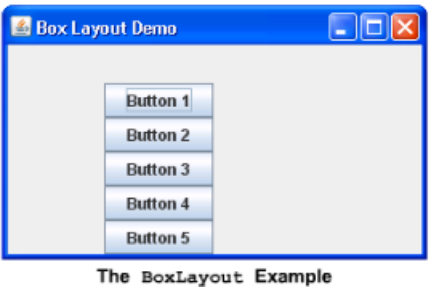 Box Layout Demo
Button 1
Button 2
Button 3
Button 4
Button 5
The BoxLayout Example